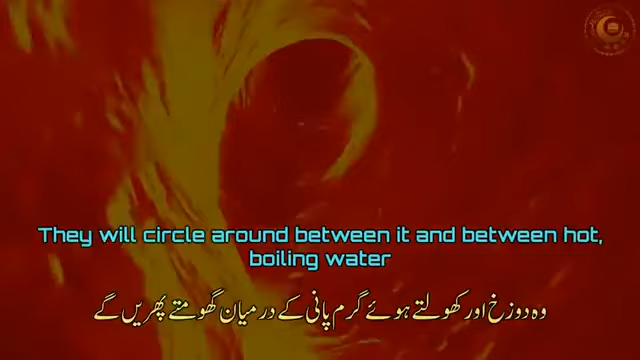 They will circle around between it and between hot,
boiling water
وہ دوزخ اور کھولتے ہوئے گرم پانی کے درمیان گھومتے پھریں گے